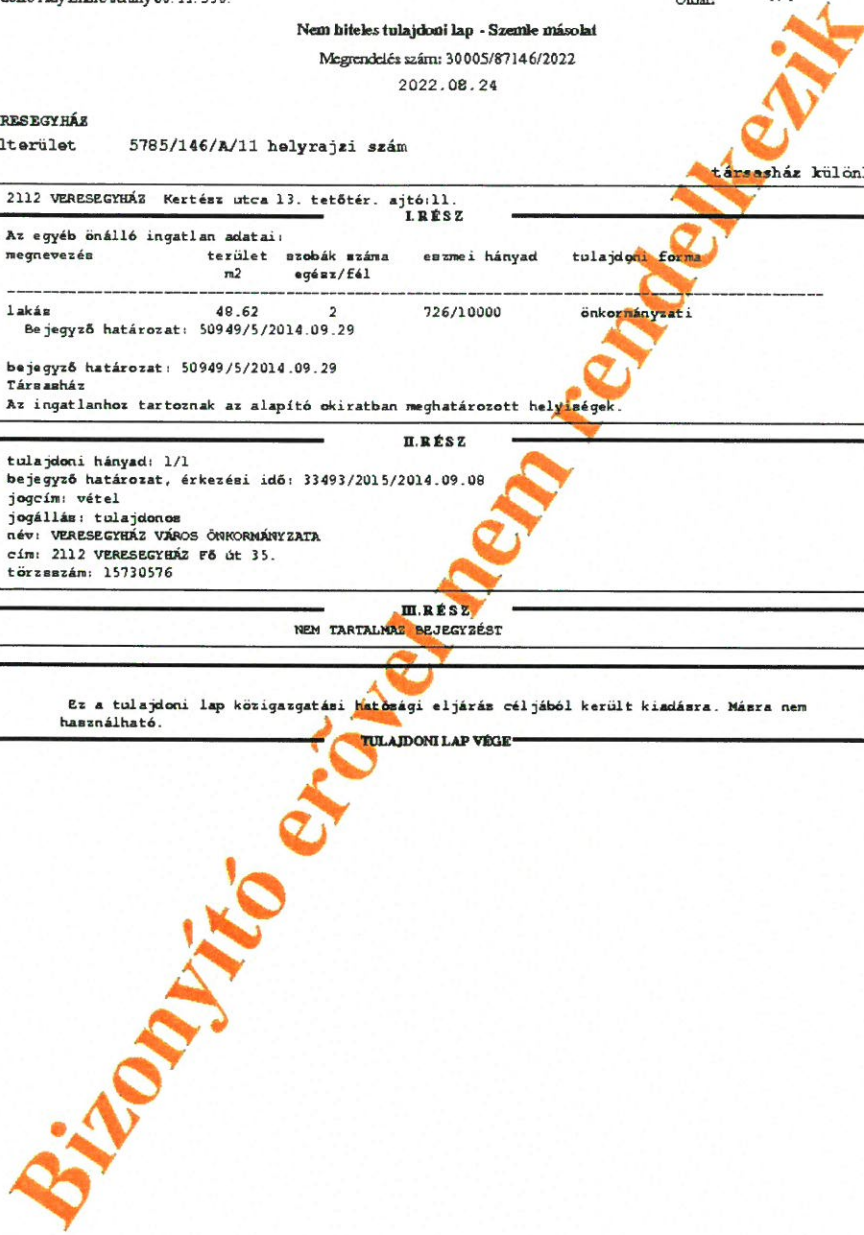 Nem hiteles tulajdoni lap - Szemle másolat
Megrendelés szám: 30005/87146/2022
2022.08.24
RESEGYHÁZ
lterület 5785/146/A/11 helyrajzi szám
társasház külön
2112 VERESEGYHÁZ Kertész utca 13. tetőtér. ajtó:11.
I.RÉSZ
Az egyéb önálló ingatlan adatai:
megnevezés terület szobák száma eszmei hányad tulajdoni forma
m2 egész/fél
lakás 48.62 2 726/10000 önkormányzati
Bejegyző határozat: 50949/5/2014.09.29
bejegyző határozat: 50949/5/2014.09.29
Társasház
Az ingatlanhoz tartoznak az alapító okiratban meghatározott helyiségek.
II.RÉSZ
tulajdoni hányad: 1/1
bejegyző határozat, érkezési idő: 33493/2015/2014.09.08
jogcím: vétel
jogállás: tulajdonos
név: VERESEGYHÁZ VÁROS ÖNKORMÁNYZATA
cím: 2112 VERESEGYHÁZ Fő út 35.
törzsszám: 15730576
III.RÉSZ
NEM TARTALMAZ BEJEGYZÉST
Ez a tulajdoni lap közigazgatási hatósági eljárás céljából került kiadásra. Másra nem
használható.
TULAJDONI LAP VÉGE
Bizonyító erővel nem rendelkezik